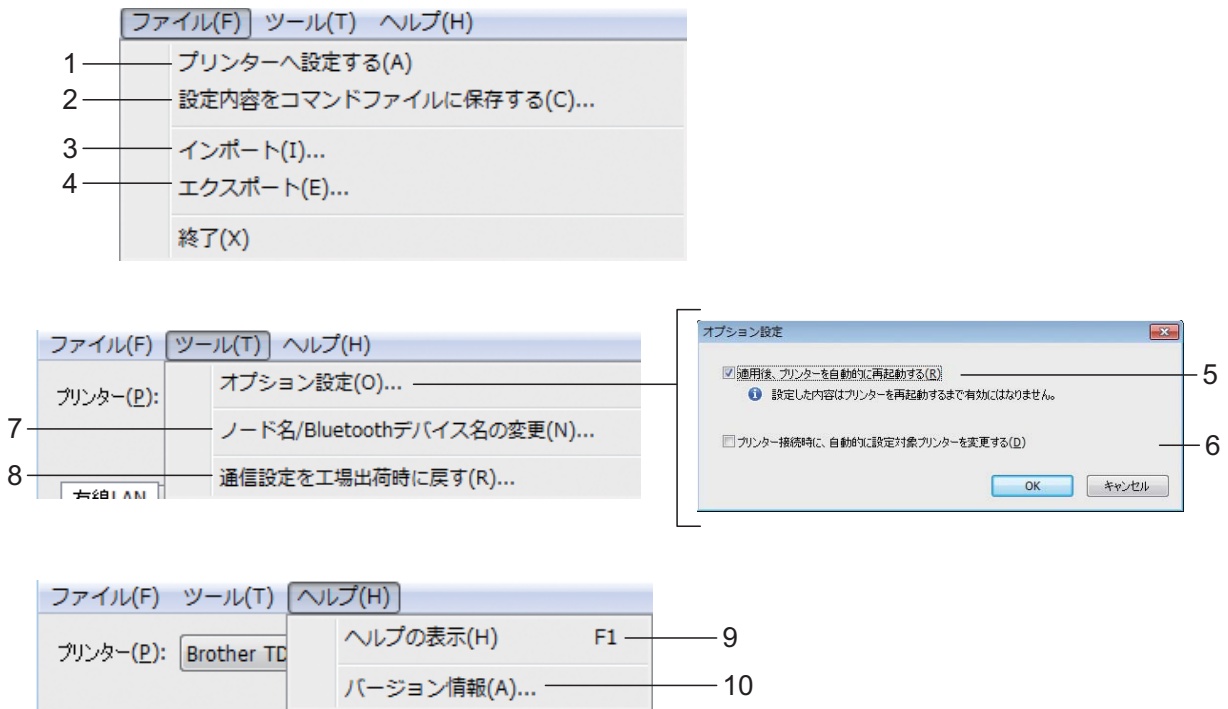 ファイル(F) ツール(T) ヘルプ(H)
1 プリンターへ設定する(A)
2 設定内容をコマンドファイルに保存する(C)...
3 インポート(I)...
4 エクスポート(E)...
終了(X)
ファイル(F) ツール(T) ヘルプ(H)
プリンター(P):
オプション設定(O)...
7 ノード名/Bluetoothデバイス名の変更(N)...
8 通信設定を工場出荷時に戻す(R)...
有線LAN
オプション設定
適用後、プリンターを自動的に再起動する(R) 5
設定した内容はプリンターを再起動するまで有効にはなりません。
プリンター接続時に、自動的に設定対象プリンターを変更する(D) 6
OK キャンセル
ファイル(F) ツール(T) ヘルプ(H)
プリンター(P): Brother TD
ヘルプの表示(H) F1 9
バージョン情報(A)... 10